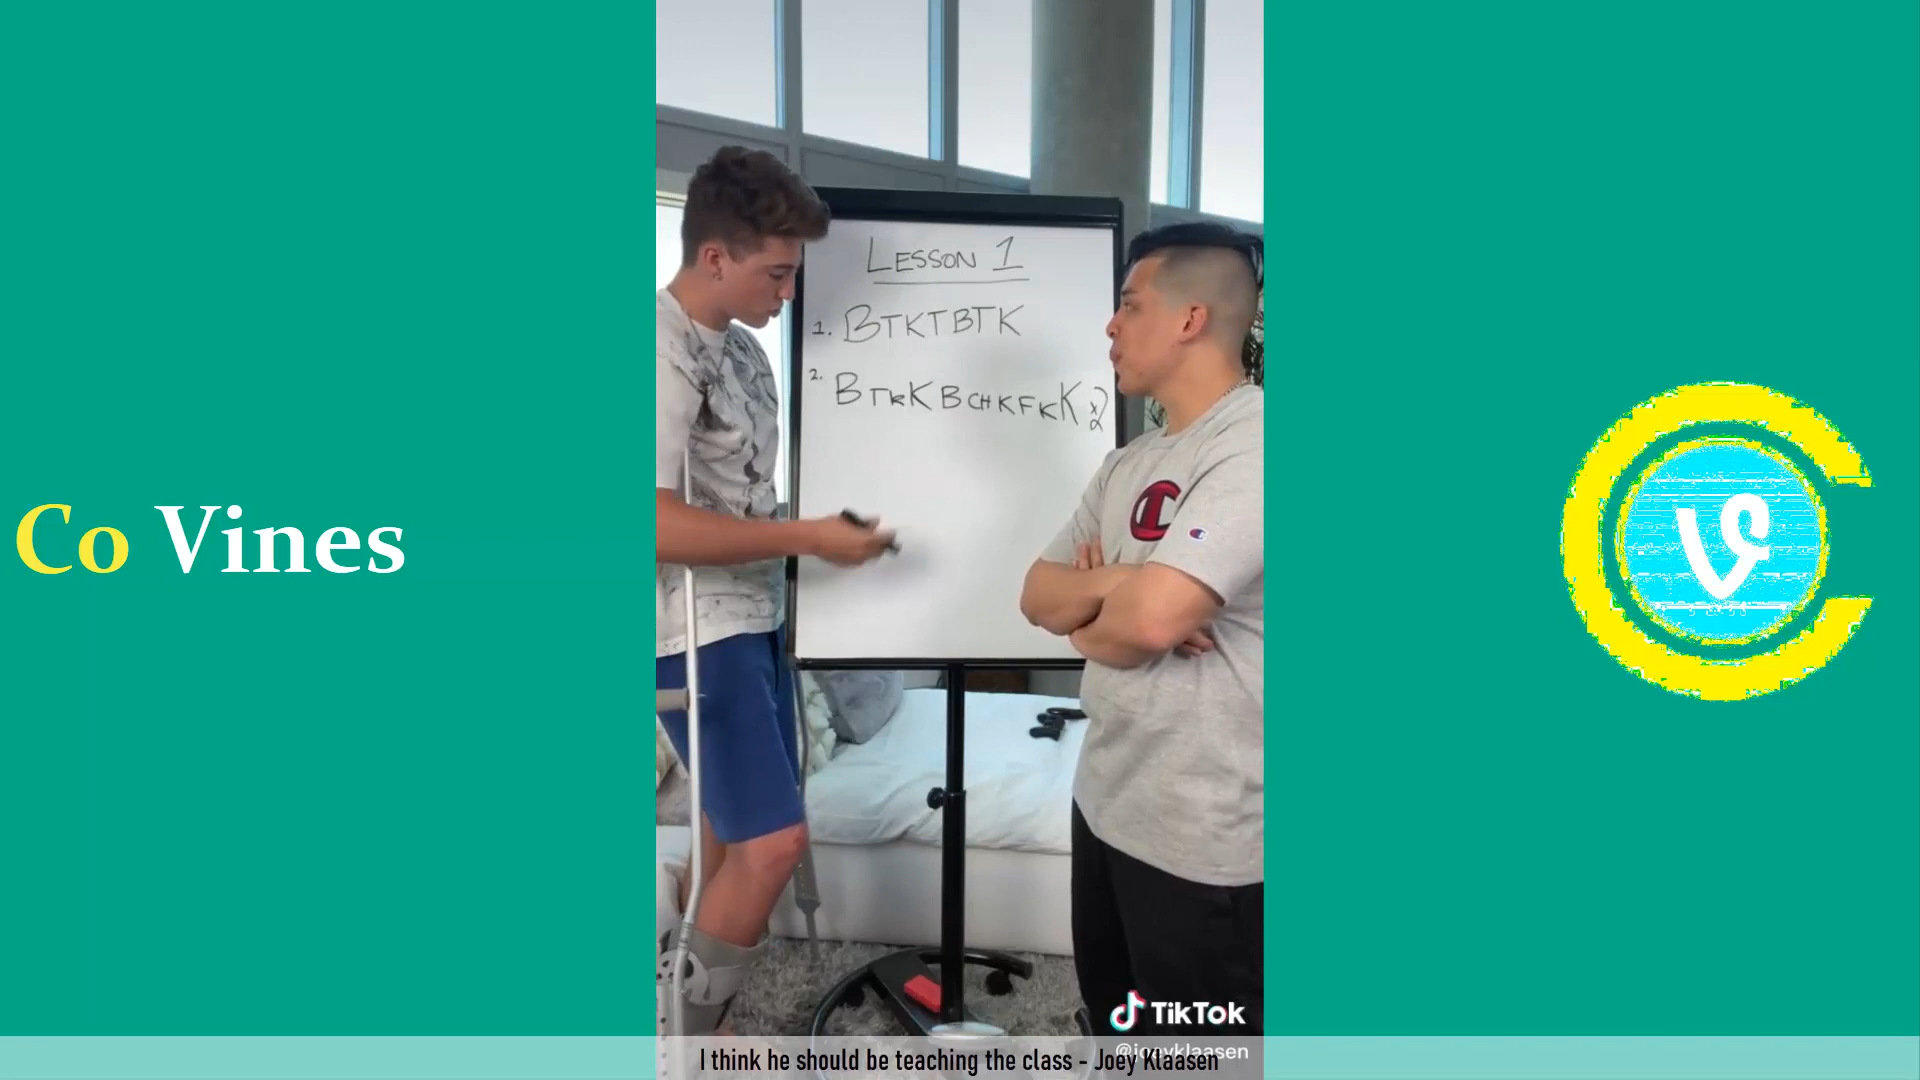 LESSON 1
1. BTKTBTK
2. BTKKBCHKFKK x2
Co Vines
TikTok
@joeyklaasen
I think he should be teaching the class - Joey Klaasen